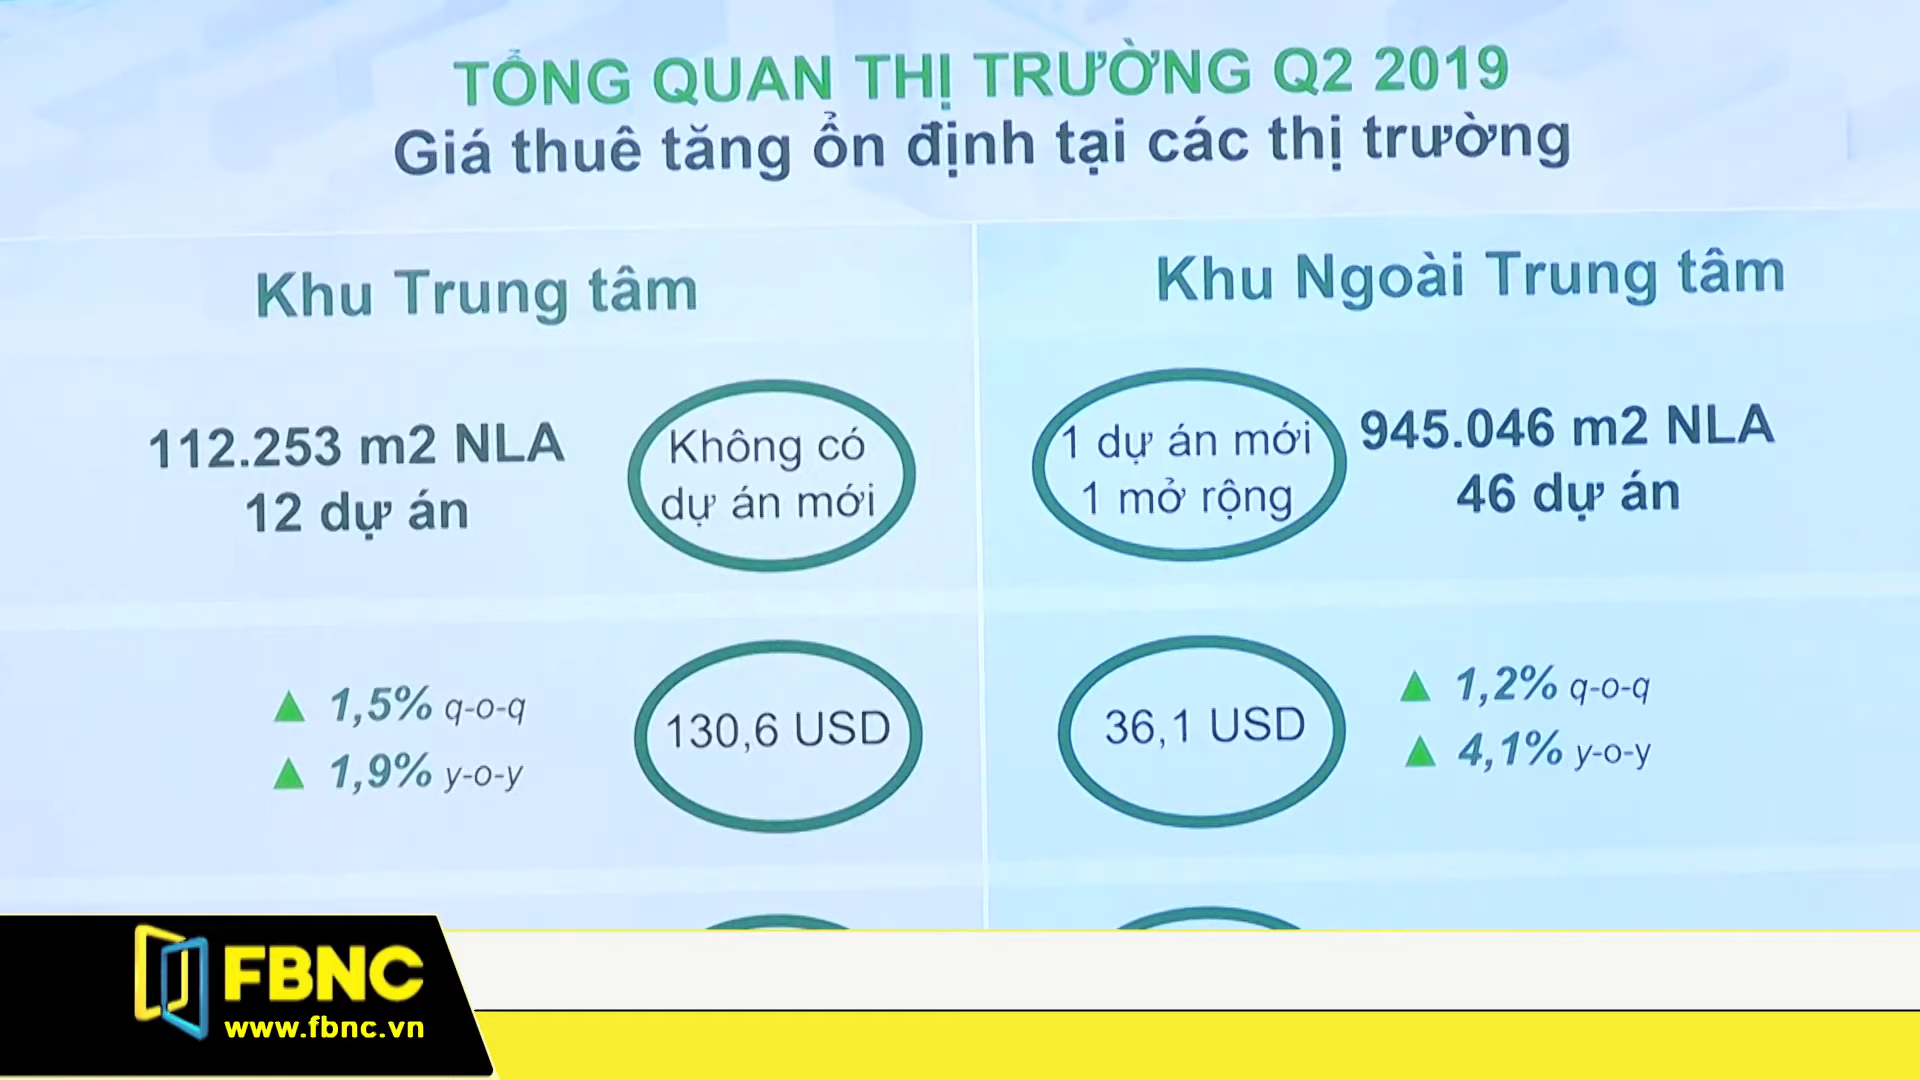 TỔNG QUAN THỊ TRƯỜNG Q2 2019
Giá thuê tăng ổn định tại các thị trường
Khu Trung tâm
112.253 m2 NLA
12 dự án
Không có
dự án mới
▲ 1,5% q-o-q
▲ 1,9% y-o-y
130,6 USD
Khu Ngoài Trung tâm
1 dự án mới
1 mở rộng
945.046 m2 NLA
46 dự án
36,1 USD
▲ 1,2% q-o-q
▲ 4,1% y-o-y
FBNC
www.fbnc.vn